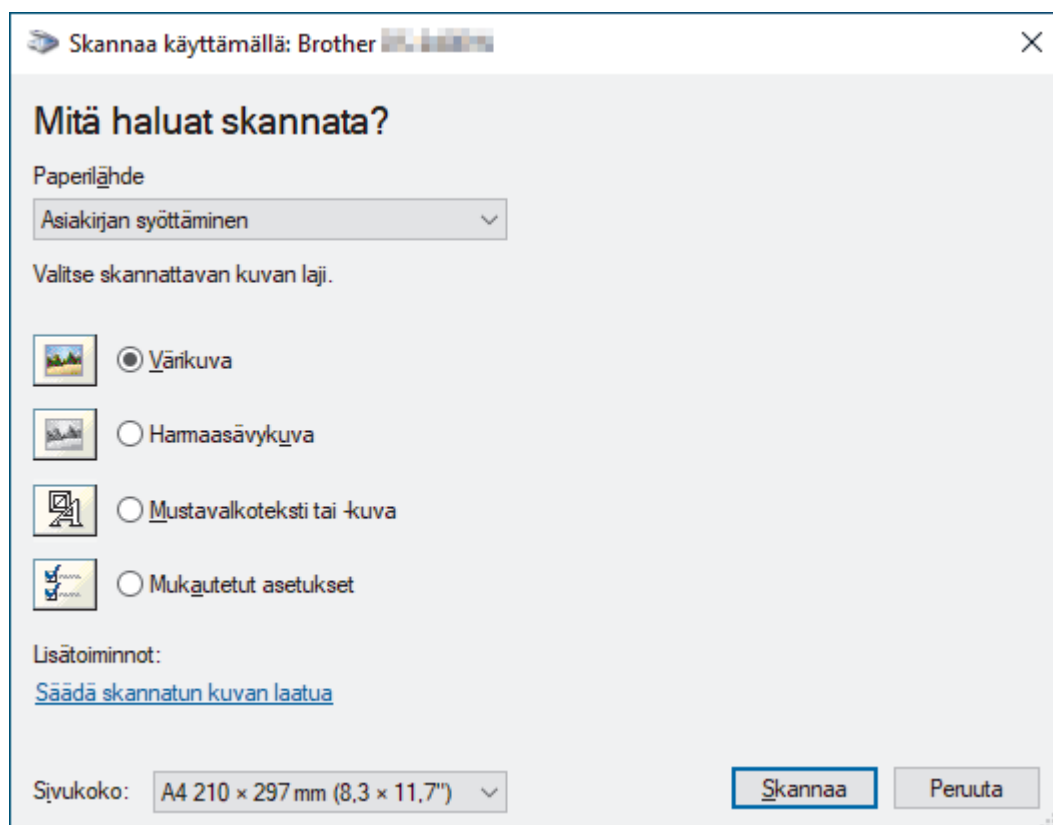 Skannaa käyttämällä: Brother
Mitä haluat skannata?
Paperilähde
Asiakirjan syöttäminen
Valitse skannattavan kuvan laji.
Värikuva
Harmaasävykuva
Mustavalkoteksti tai -kuva
Mukautetut asetukset
Lisätoiminnot:
Säädä skannatun kuvan laatua
Sivukoko: A4 210 × 297 mm (8,3 × 11,7") Skannaa Peruuta